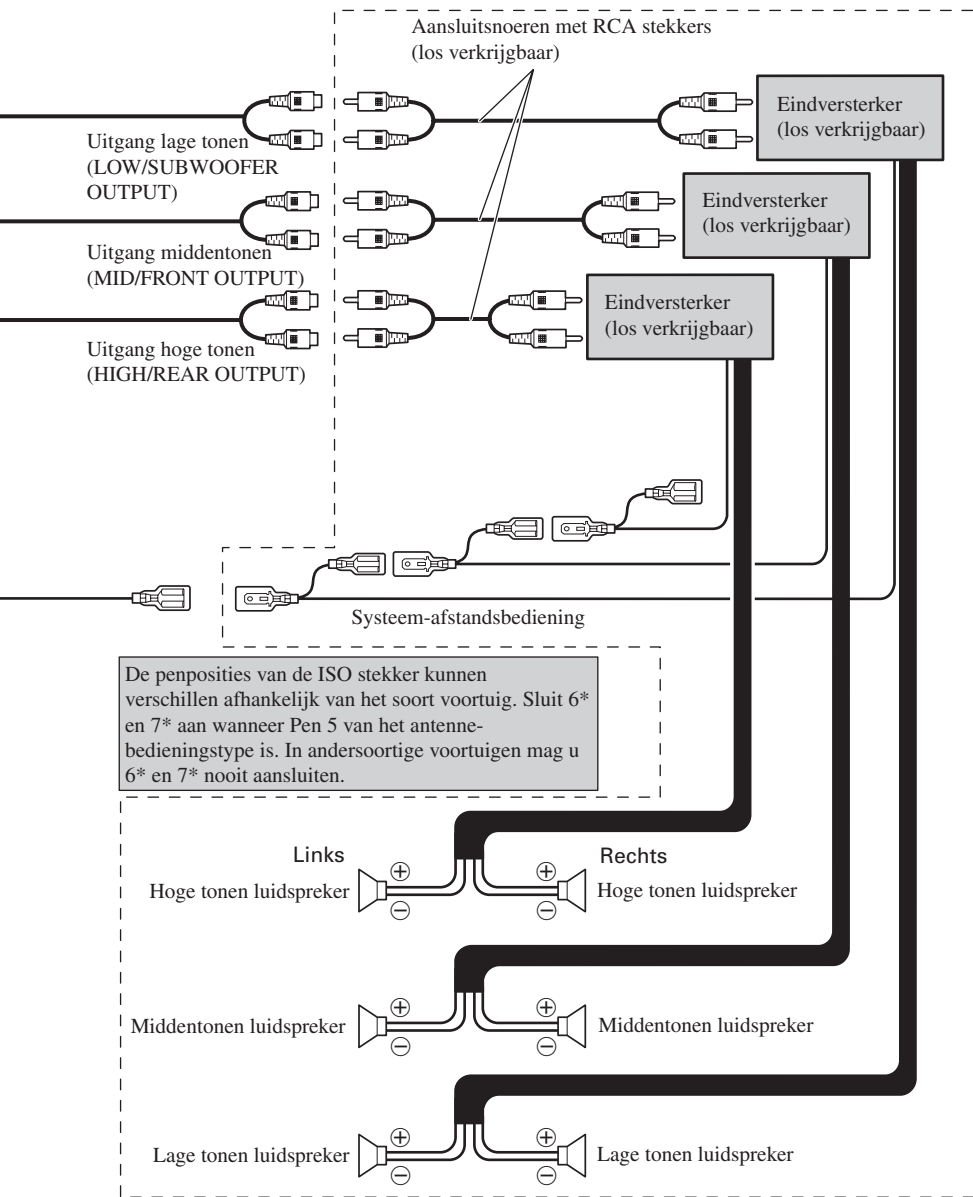 Aansluitsnoeren met RCA stekkers
(los verkrijgbaar)
Eindversterker
(los verkrijgbaar)
Uitgang lage tonen
(LOW/SUBWOOFER
OUTPUT)
Eindversterker
(los verkrijgbaar)
Uitgang middentonen
(MID/FRONT OUTPUT)
Eindversterker
(los verkrijgbaar)
Uitgang hoge tonen
(HIGH/REAR OUTPUT)
Systeem-afstandsbediening
De penposities van de ISO stekker kunnen
verschillen afhankelijk van het soort voortuig. Sluit 6*
en 7* aan wanneer Pen 5 van het antenne-
bedieningstype is. In andersoortige voortuigen mag u
6* en 7* nooit aansluiten.
Links
Rechts
⊕
⊕
Hoge tonen luidspreker
Hoge tonen luidspreker
⊖
⊖
⊕
⊕
Middentonen luidspreker
Middentonen luidspreker
⊖
⊖
⊕
⊕
Lage tonen luidspreker
Lage tonen luidspreker
⊖
⊖